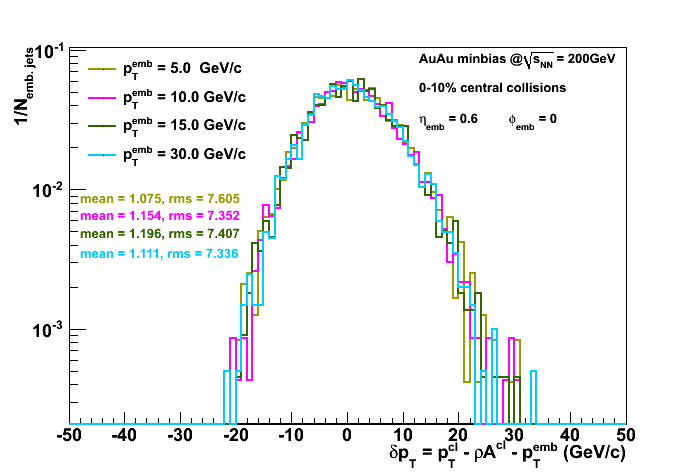 1/N_emb. jets
10^-1
10^-2
10^-3
p_T^emb = 5.0 GeV/c
p_T^emb = 10.0 GeV/c
p_T^emb = 15.0 GeV/c
p_T^emb = 30.0 GeV/c
AuAu minbias @√s_NN = 200GeV
0-10% central collisions
η_emb = 0.6 ϕ_emb = 0
mean = 1.075, rms = 7.605
mean = 1.154, rms = 7.352
mean = 1.196, rms = 7.407
mean = 1.111, rms = 7.336
-50 -40 -30 -20 -10 0 10 20 30 40 50
δp_T = p_T^cl - ρA^cl - p_T^emb (GeV/c)